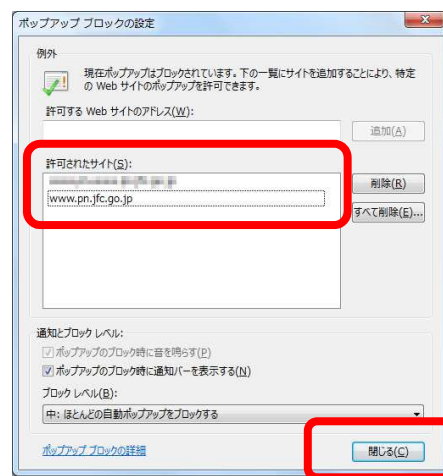 ポップアップ ブロックの設定
例外
現在ポップアップはブロックされています。下の一覧にサイトを追加することにより、特定
の Web サイトのポップアップを許可できます。
許可する Web サイトのアドレス(W):
追加(A)
許可されたサイト(S):
www.pn.jfc.go.jp
削除(R)
すべて削除(E)...
通知とブロック レベル:
ポップアップのブロック時に音を鳴らす(P)
ポップアップのブロック時に通知バーを表示する(N)
ブロック レベル(B):
中: ほとんどの自動ポップアップをブロックする
ポップアップ ブロックの詳細
閉じる(C)